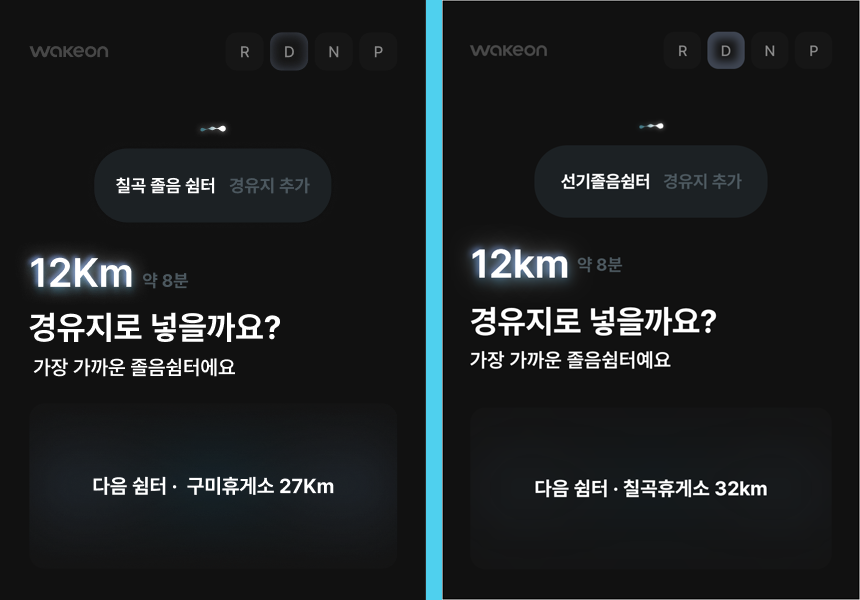 wakeon R D N P
칠곡 졸음 쉼터 경유지 추가
12Km 약 8분
경유지로 넣을까요?
가장 가까운 졸음쉼터에요
다음 쉼터 · 구미휴게소 27Km
wakeon R D N P
선기졸음쉼터 경유지 추가
12km 약 8분
경유지로 넣을까요?
가장 가까운 졸음쉼터예요
다음 쉼터 · 칠곡휴게소 32km